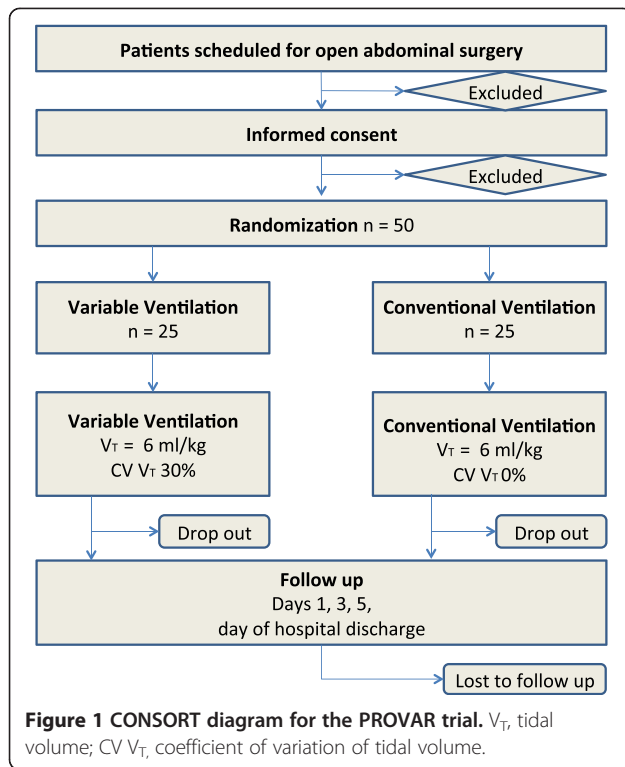 Patients scheduled for open abdominal surgery
Excluded
Informed consent
Excluded
Randomization n = 50
Variable Ventilation
n = 25
Conventional Ventilation
n = 25
Variable Ventilation
VT = 6 ml/kg
CV VT 30%
Conventional Ventilation
VT = 6 ml/kg
CV VT 0%
Drop out
Drop out
Follow up
Days 1, 3, 5,
day of hospital discharge
Lost to follow up
Figure 1 CONSORT diagram for the PROVAR trial. VT, tidal
volume; CV VT, coefficient of variation of tidal volume.